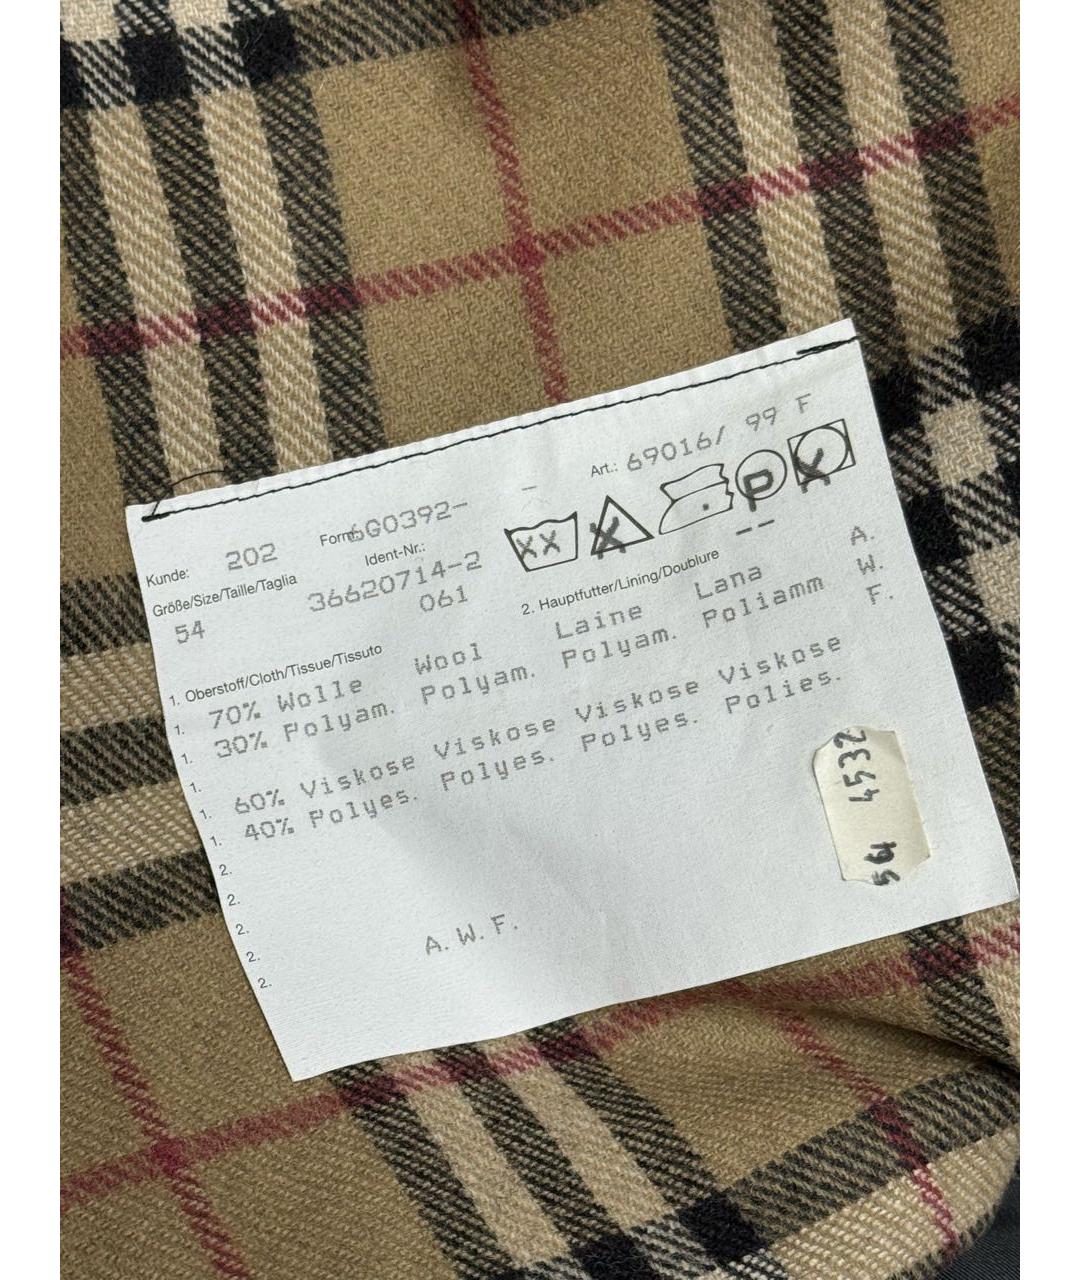 Art.: 69016/ 99 F
Kunde: 202 Form: 6G0392- -
Größe/Size/Taille/Taglia Ident-Nr.:
54 36620714-2
061
XX P
1. Oberstoff/Cloth/Tissue/Tissuto 2. Hauptfutter/Lining/Doublure
1. 70% Wolle Wool Laine Lana A.
1. 30% Polyam. Polyam. Polyam. Poliamm W.
1. F.
1. 60% Viskose Viskose Viskose Viskose
1. 40% Polyes. Polyes. Polyes. Polies.
2.
2.
2.
2. A.W.F.
2.
54 4532